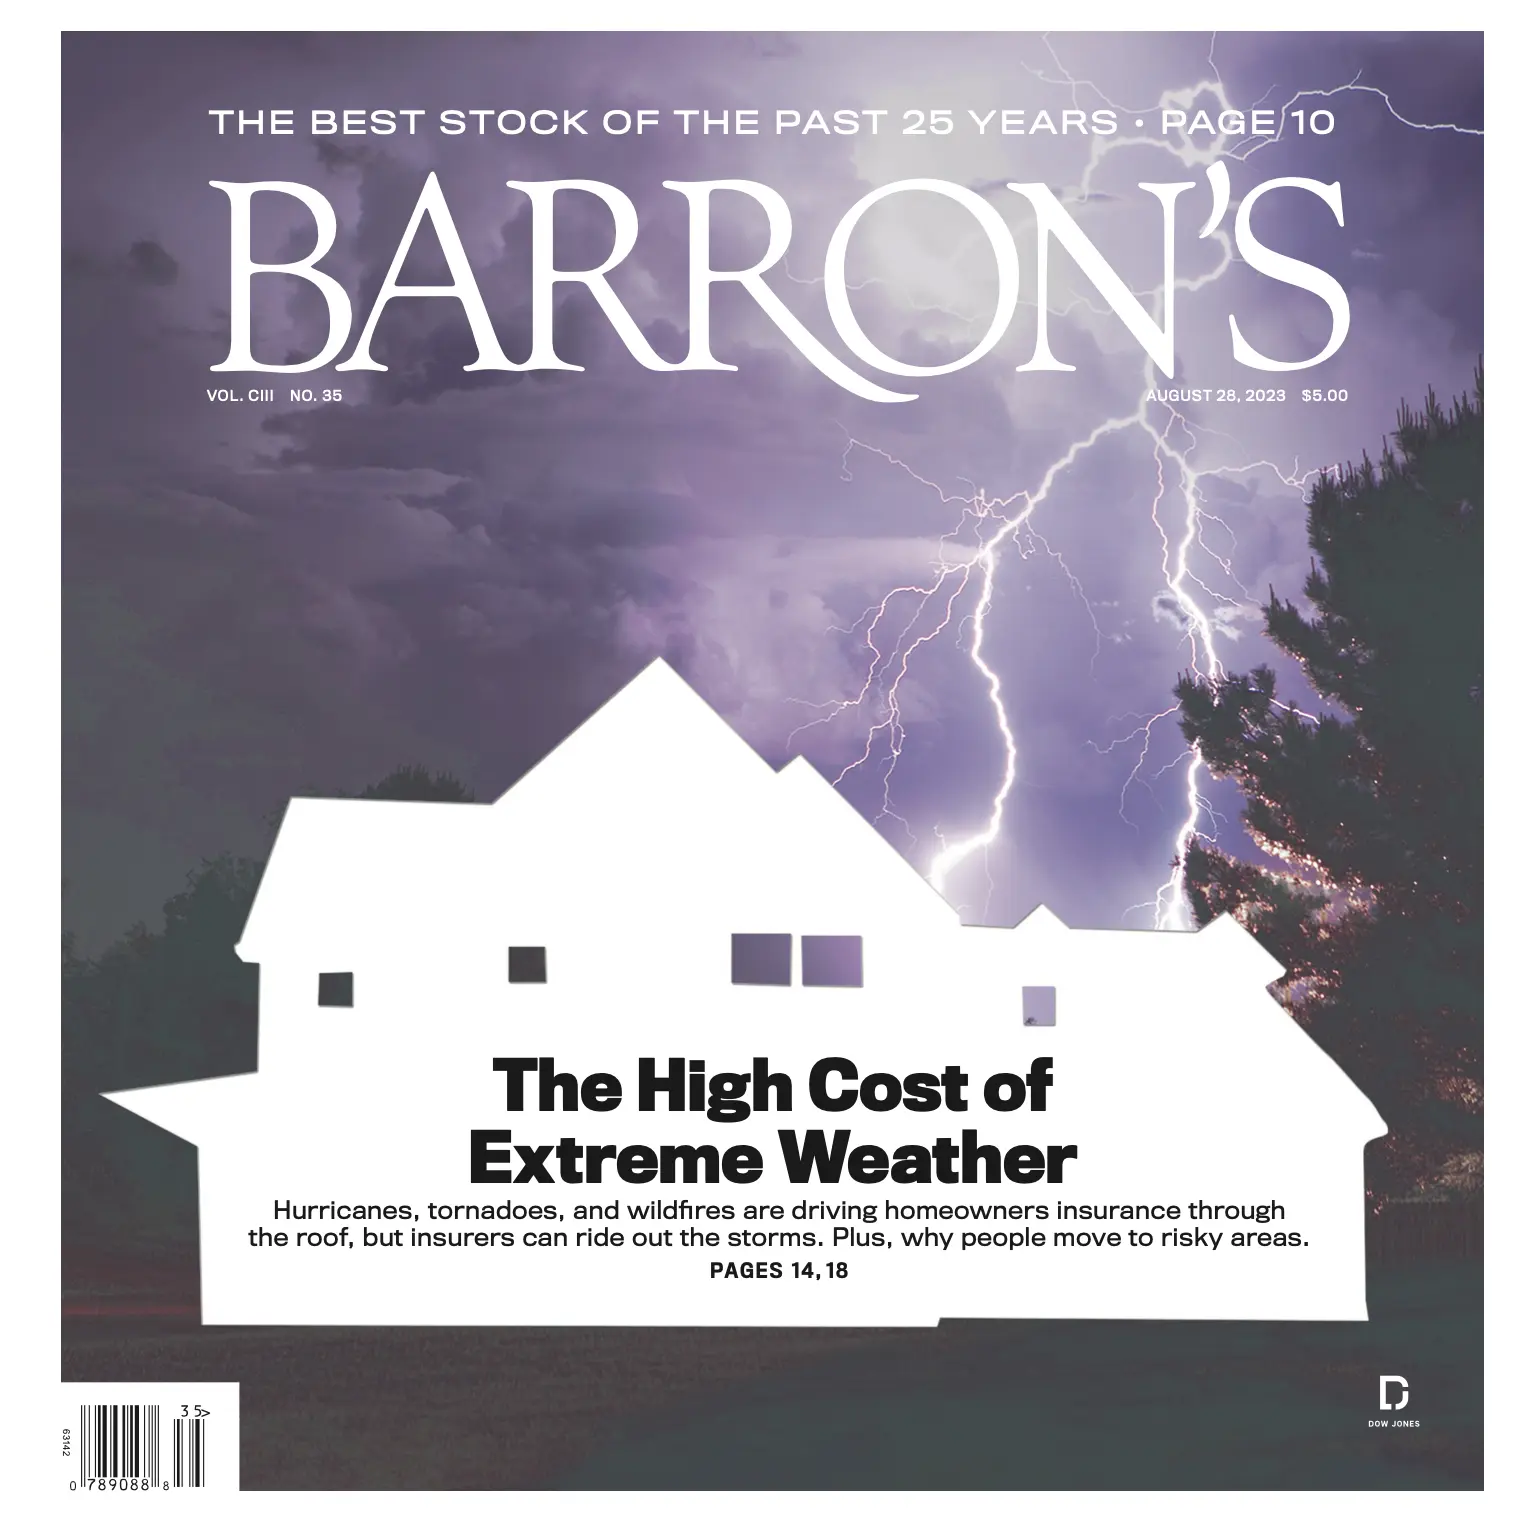 THE BEST STOCK OF THE PAST 25 YEARS • PAGE 10
BARRON'S
VOL. CIII NO. 35
AUGUST 28, 2023 $5.00
The High Cost of
Extreme Weather
Hurricanes, tornadoes, and wildfires are driving homeowners insurance through
the roof, but insurers can ride out the storms. Plus, why people move to risky areas.
PAGES 14, 18
35>
63142
0 789088 8
DOW JONES